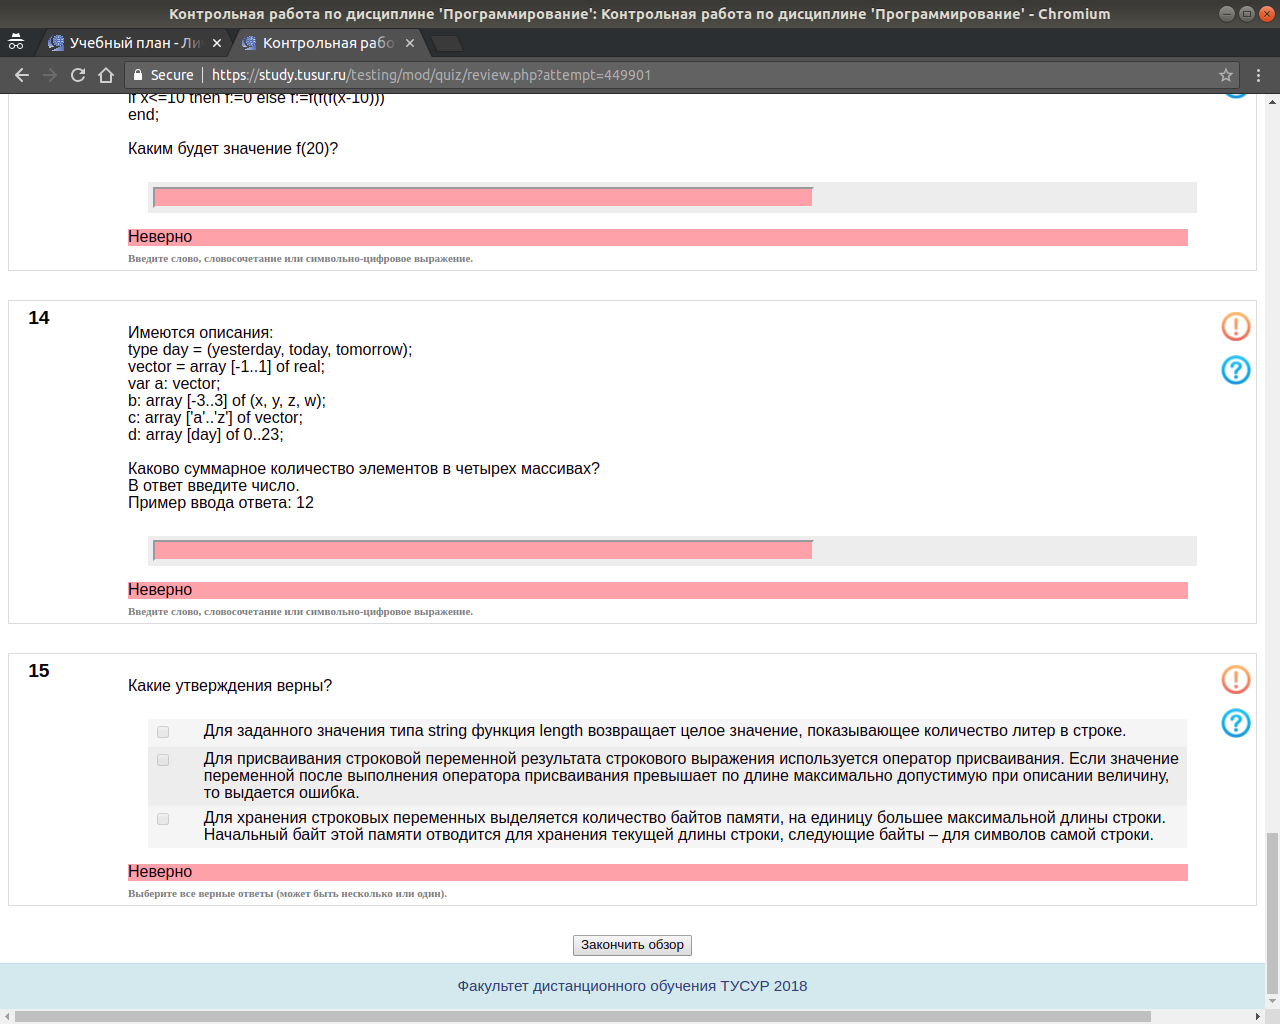 Контрольная работа по дисциплине 'Программирование': Контрольная работа по дисциплине 'Программирование' - Chromium
Учебный план - Ли
Контрольная рабо
Secure
https://study.tusur.ru/testing/mod/quiz/review.php?attempt=449901
if x<=10 then f:=0 else f:=f(f(f(x-10)))
end;
Каким будет значение f(20)?
Неверно
Введите слово, словосочетание или символьно-цифровое выражение.
14
Имеются описания:
type day = (yesterday, today, tomorrow);
vector = array [-1..1] of real;
var a: vector;
b: array [-3..3] of (x, y, z, w);
c: array ['a'..'z'] of vector;
d: array [day] of 0..23;
Каково суммарное количество элементов в четырех массивах?
В ответ введите число.
Пример ввода ответа: 12
Неверно
Введите слово, словосочетание или символьно-цифровое выражение.
15
Какие утверждения верны?
Для заданного значения типа string функция length возвращает целое значение, показывающее количество литер в строке.
Для присваивания строковой переменной результата строкового выражения используется оператор присваивания. Если значение
переменной после выполнения оператора присваивания превышает по длине максимально допустимую при описании величину,
то выдается ошибка.
Для хранения строковых переменных выделяется количество байтов памяти, на единицу большее максимальной длины строки.
Начальный байт этой памяти отводится для хранения текущей длины строки, следующие байты – для символов самой строки.
Неверно
Выберите все верные ответы (может быть несколько или один).
Закончить обзор
Факультет дистанционного обучения ТУСУР 2018